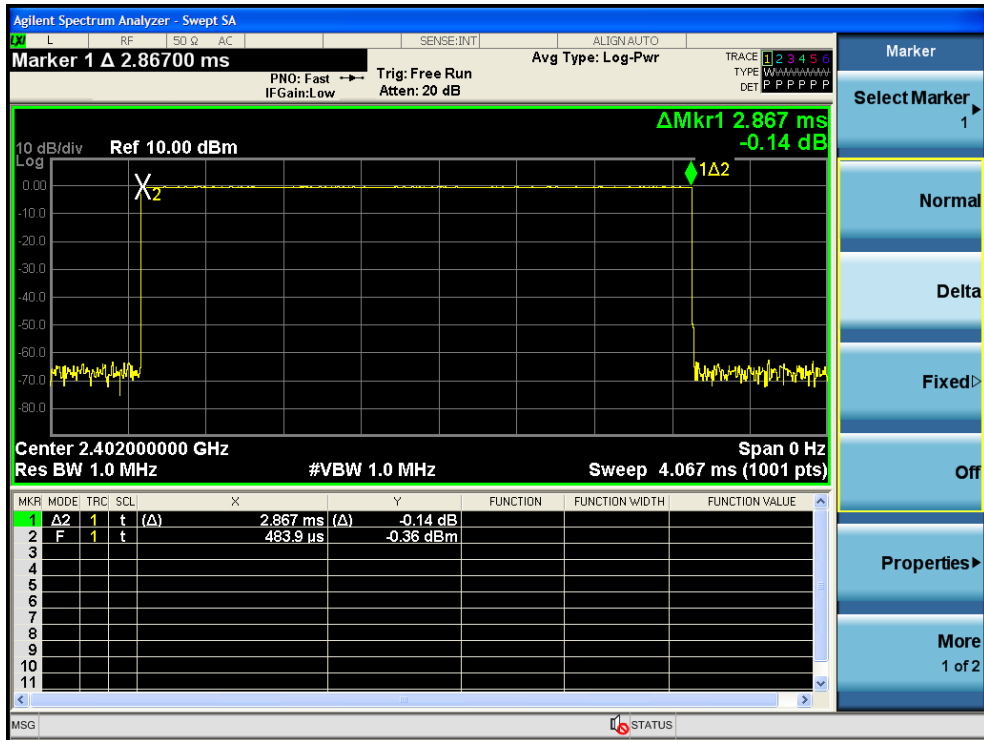 Agilent Spectrum Analyzer - Swept SA
LXI L RF 50 Ω AC SENSE:INT ALIGN AUTO
Marker 1 Δ 2.86700 ms
PNO: Fast
IFGain:Low
Trig: Free Run
Atten: 20 dB
Avg Type: Log-Pwr
TRACE 1 2 3 4 5 6
TYPE W
DET P P P P P P
ΔMkr1 2.867 ms
-0.14 dB
10 dB/div Ref 10.00 dBm
Log
1Δ2
X2
0.00
-10.0
-20.0
-30.0
-40.0
-50.0
-60.0
-70.0
-80.0
Center 2.402000000 GHz Span 0 Hz
Res BW 1.0 MHz #VBW 1.0 MHz Sweep 4.067 ms (1001 pts)
MKR MODE TRC SCL X Y FUNCTION FUNCTION WIDTH FUNCTION VALUE
1 Δ2 1 t (Δ) 2.867 ms (Δ) -0.14 dB
2 F 1 t 483.9 µs -0.36 dBm
3
4
5
6
7
8
9
10
11
MSG STATUS
Marker
Select Marker
1
Normal
Delta
Fixed
Off
Properties
More
1 of 2